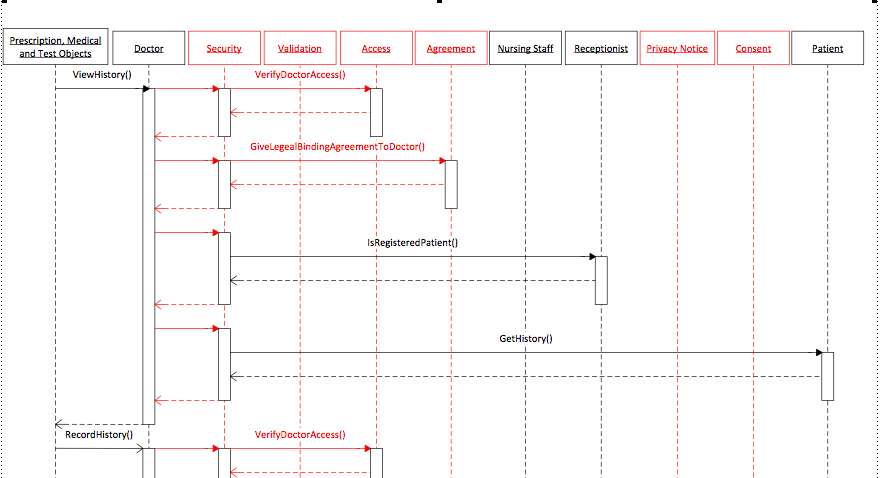 Prescription, Medical
and Test Objects
Doctor
Security
Validation
Access
Agreement
Nursing Staff
Receptionist
Privacy Notice
Consent
Patient
ViewHistory()
VerifyDoctorAccess()
GiveLegealBindingAgreementToDoctor()
IsRegisteredPatient()
GetHistory()
RecordHistory()
VerifyDoctorAccess()